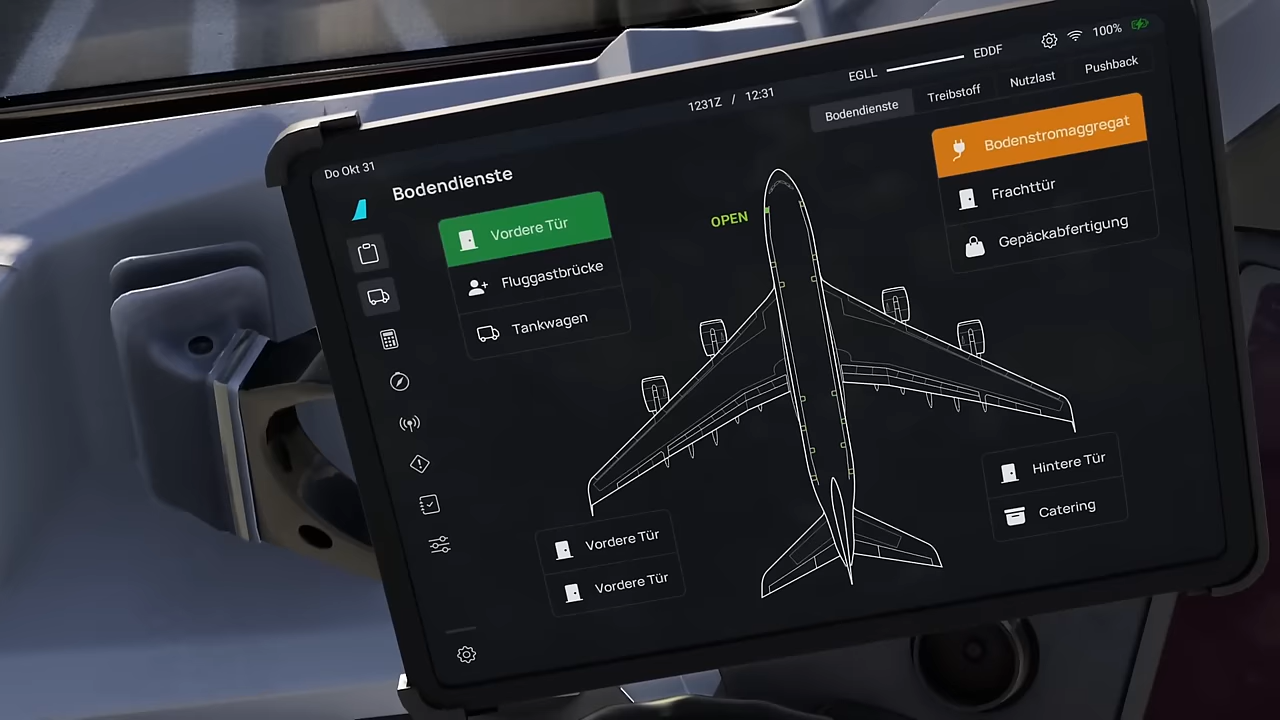 Do Okt 31
1231Z / 12:31
EGLL EDDF
100%
Bodendienste
Bodendienste Treibstoff Nutzlast Pushback
Vordere Tür
Fluggastbrücke
Tankwagen
OPEN
Bodenstromaggregat
Frachttür
Gepäckabfertigung
Vordere Tür
Vordere Tür
Hintere Tür
Catering